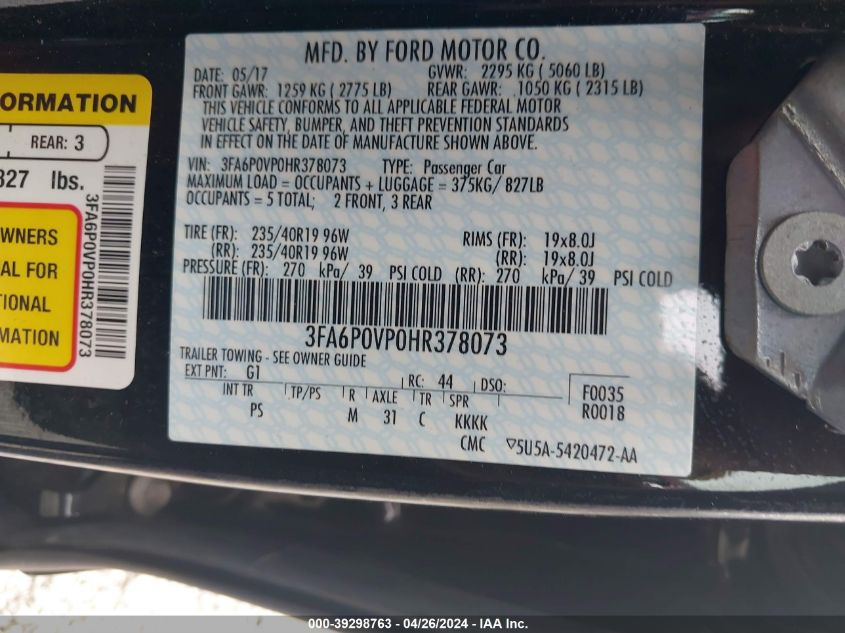 MFD. BY FORD MOTOR CO.
DATE: 05/17 GVWR: 2295 KG ( 5060 LB)
FRONT GAWR: 1259 KG ( 2775 LB) REAR GAWR: 1050 KG ( 2315 LB)
THIS VEHICLE CONFORMS TO ALL APPLICABLE FEDERAL MOTOR
VEHICLE SAFETY, BUMPER, AND THEFT PREVENTION STANDARDS
IN EFFECT ON THE DATE OF MANUFACTURE SHOWN ABOVE.
VIN: 3FA6P0VP0HR378073 TYPE: Passenger Car
MAXIMUM LOAD = OCCUPANTS + LUGGAGE = 375KG/ 827LB
OCCUPANTS = 5 TOTAL; 2 FRONT, 3 REAR
TIRE (FR): 235/40R19 96W RIMS (FR): 19x8.0J
(RR): 235/40R19 96W (RR): 19x8.0J
PRESSURE (FR): 270 kPa/ 39 PSI COLD (RR): 270 kPa/ 39 PSI COLD
3FA6P0VP0HR378073
TRAILER TOWING - SEE OWNER GUIDE
EXT PNT: G1 RC: 44 DSO: F0035
INT TR TP/PS R AXLE TR SPR R0018
PS M 31 C KKKK
CMC 5U5A-5420472-AA
ORMATION
REAR: 3
827 lbs.
WNERS
AL FOR
TIONAL
MATION
3FA6P0VP0HR378073
000-39298763 - 04/26/2024 - IAA Inc.